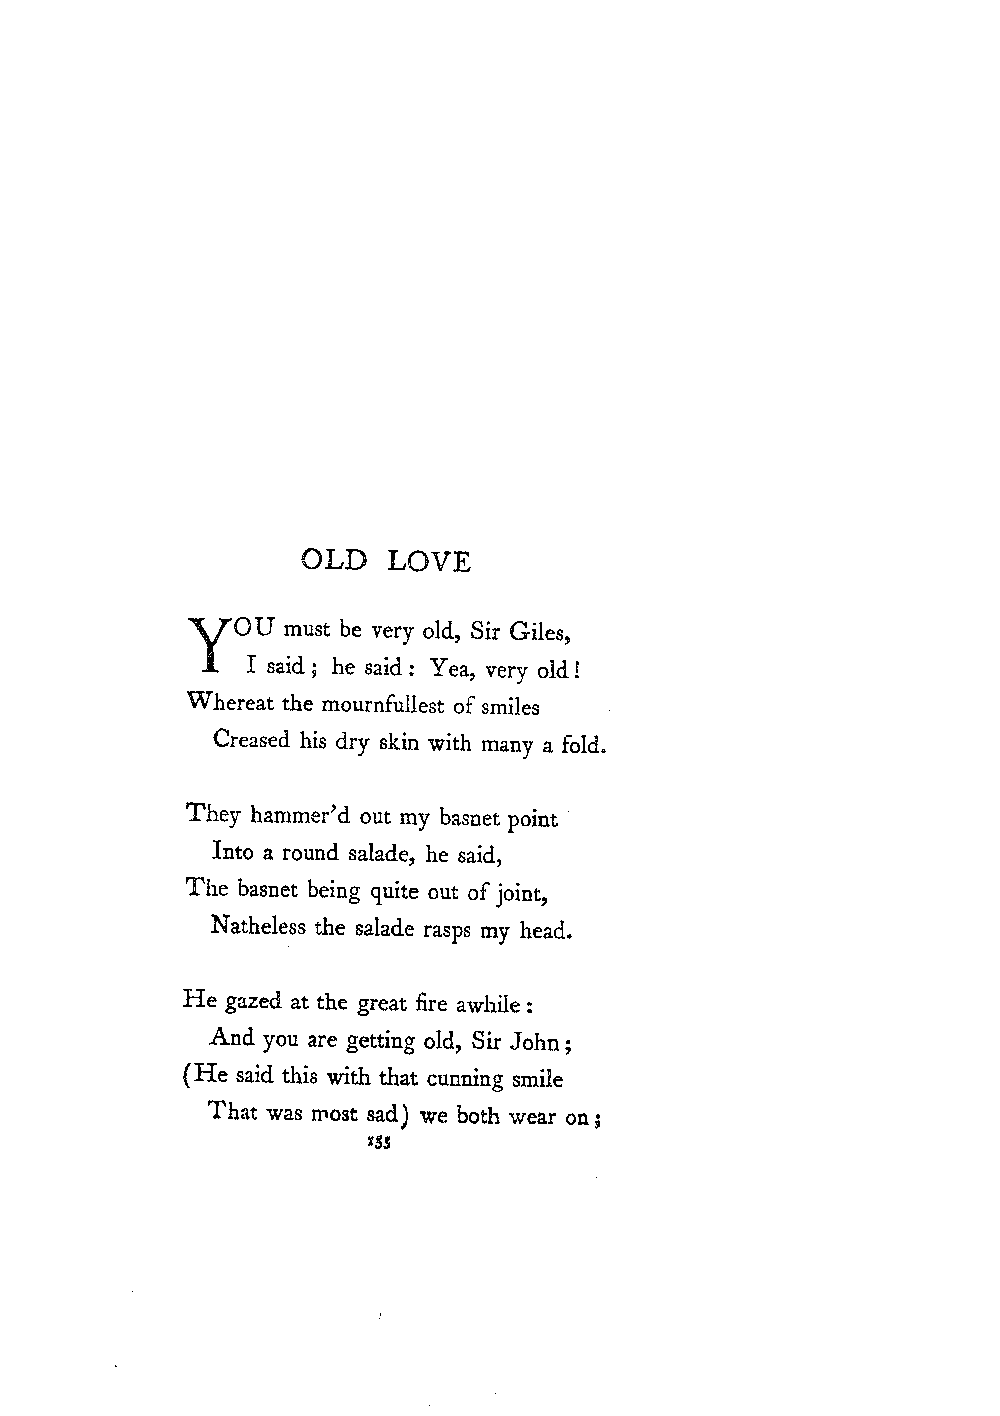 OLD LOVE
YOU must be very old, Sir Giles,
I said; he said: Yea, very old!
Whereat the mournfullest of smiles
Creased his dry skin with many a fold.
They hammer'd out my basnet point
Into a round salade, he said,
The basnet being quite out of joint,
Natheless the salade rasps my head.
He gazed at the great fire awhile:
And you are getting old, Sir John;
(He said this with that cunning smile
That was most sad) we both wear on;
155